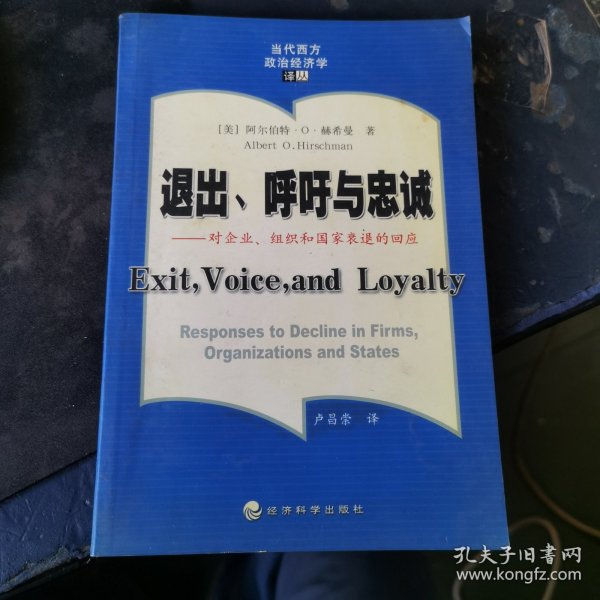 当代西方
政治经济学
译丛
[美] 阿尔伯特·O·赫希曼 著
Albert O.Hirschman
退出、呼吁与忠诚
——对企业、组织和国家衰退的回应
Exit,Voice,and Loyalty
Responses to Decline in Firms,
Organizations and States
卢昌崇 译
经济科学出版社
孔夫子旧书网
www.kongfz.com